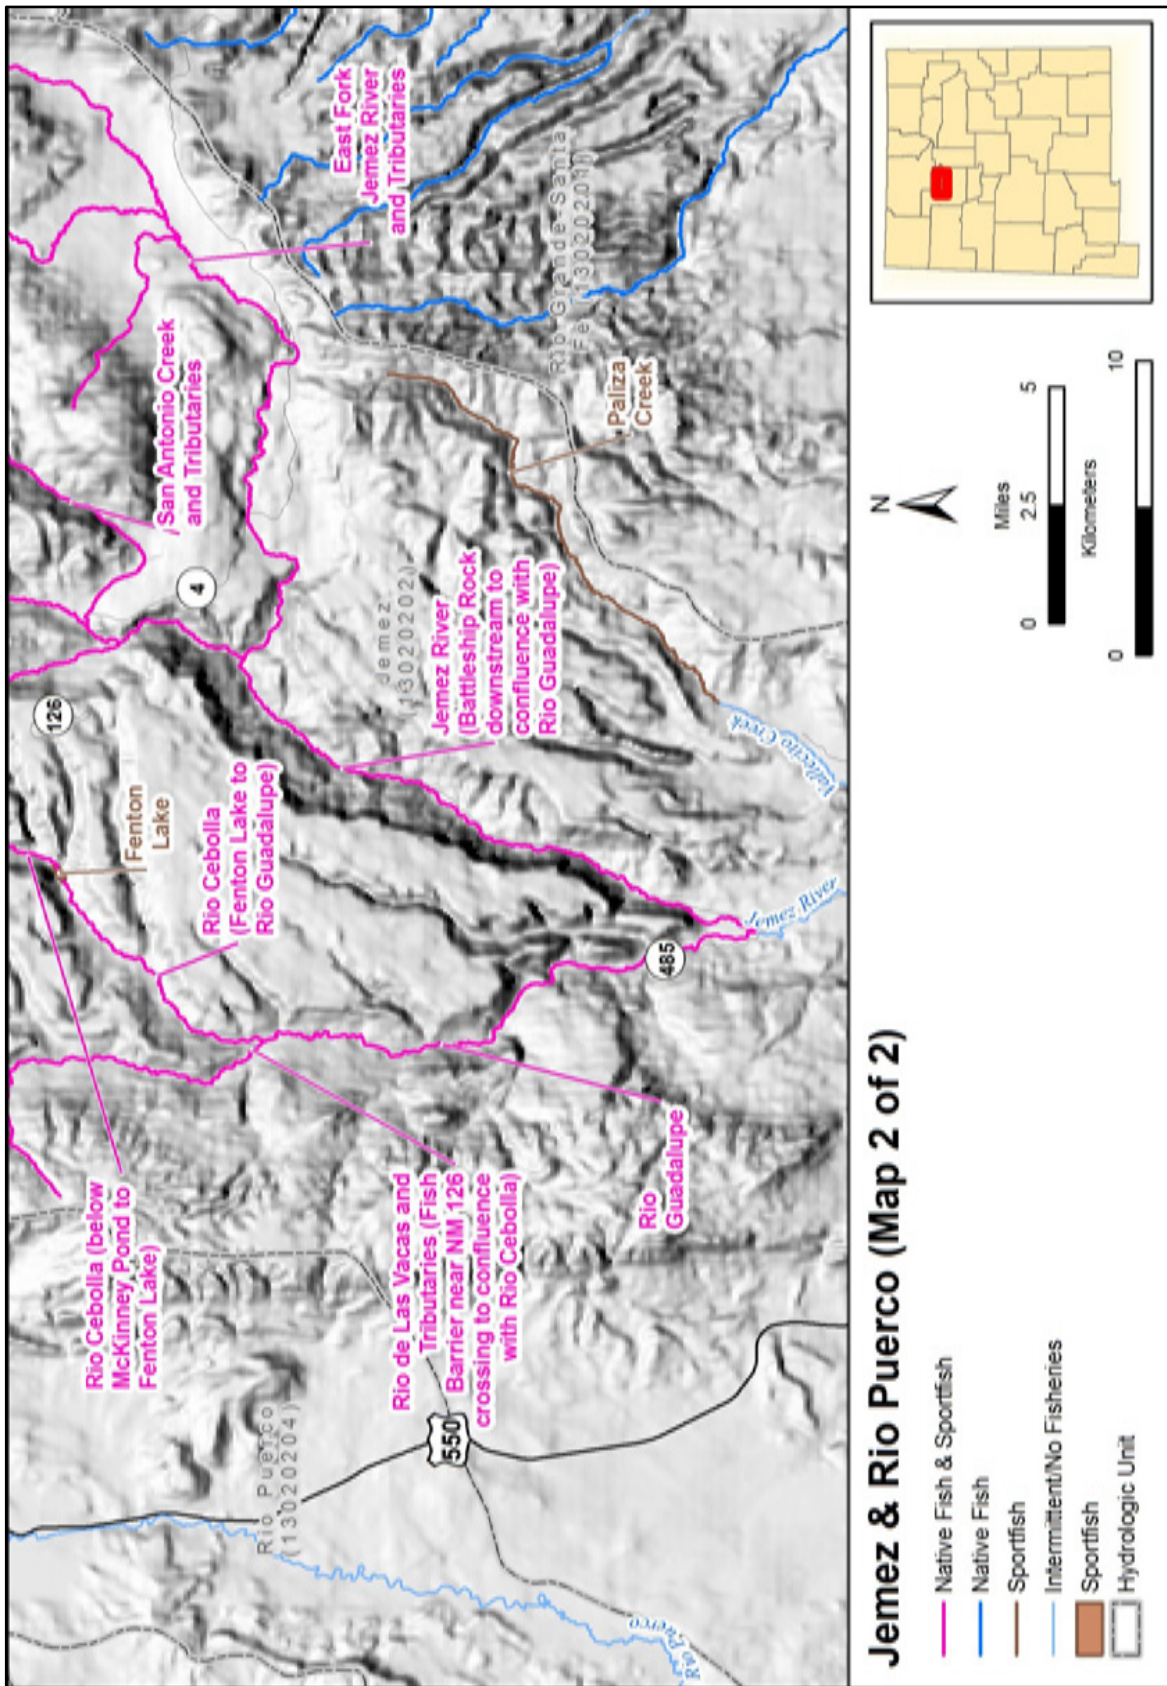 Rio Cebolla (below
McKinney Pond to
Fenton Lake)
Fenton
Lake
126
San Antonio Creek
and Tributaries
4
East Fork
Jemez River
and Tributaries
Rio Cebolla
(Fenton Lake to
Rio Guadalupe)
Rio Puerco
(13020204)
550
Rio de Las Vacas and
Tributaries (Fish
Barrier near NM 126
crossing to confluence
with Rio Cebolla)
Jemez
(13020202)
Jemez River
(Battleship Rock
downstream to
confluence with
Rio Guadalupe)
Rio Grande-Santa
Fe (13020201)
Paliza
Creek
Rio
Guadalupe
485
Rio Puerco
Jemez River
Vallecito Creek
Jemez & Rio Puerco (Map 2 of 2)
Native Fish & Sportfish
Native Fish
Sportfish
Intermittent/No Fisheries
Sportfish
Hydrologic Unit
N
Miles
0 2.5 5
Kilometers
0 10